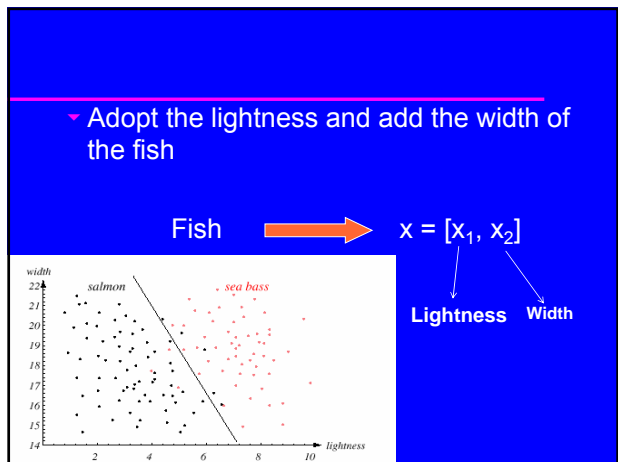 Adopt the lightness and add the width of
the fish
Fish
x = [x₁, x₂]
Lightness
Width
width
salmon
sea bass
22
21
20
19
18
17
16
15
14
2
4
6
8
10
lightness